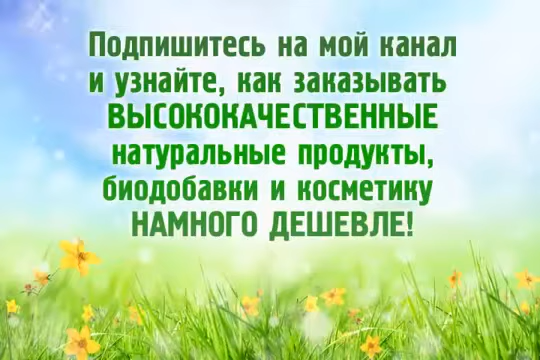 Подпишитесь на мой канал
и узнайте, как заказывать
ВЫСОКОКАЧЕСТВЕННЫЕ
натуральные продукты,
биодобавки и косметику
НАМНОГО ДЕШЕВЛЕ!